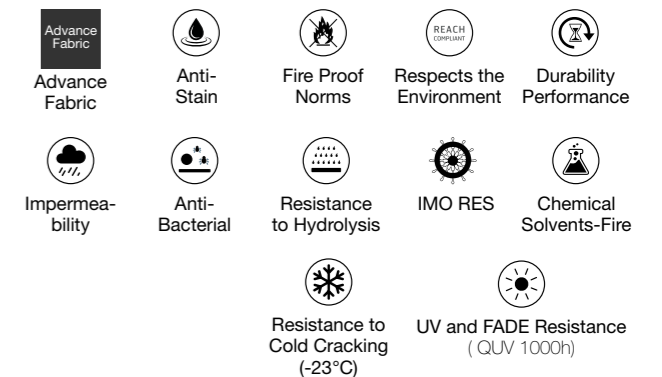 Advance
Fabric
REACH
COMPLIANT
Advance
Fabric
Anti-
Stain
Fire Proof
Norms
Respects the
Environment
Durability
Performance
Impermea-
bility
Anti-
Bacterial
Resistance
to Hydrolysis
IMO RES
Chemical
Solvents-Fire
Resistance to
Cold Cracking
(-23°C)
UV and FADE Resistance
( QUV 1000h)